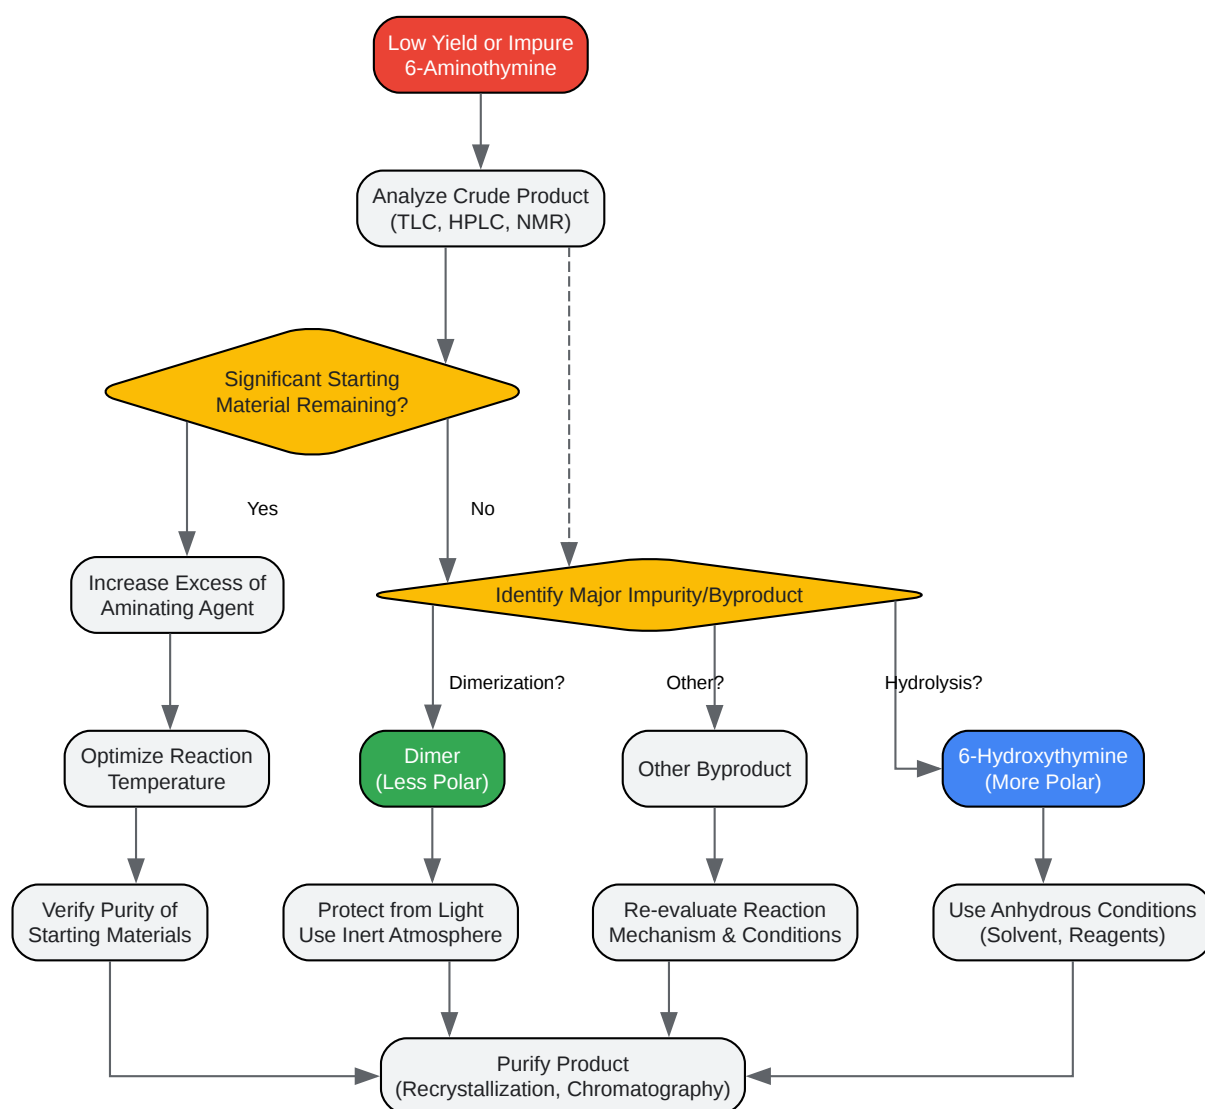 Low Yield or Impure
6-Aminothymine
Analyze Crude Product
(TLC, HPLC, NMR)
Significant Starting
Material Remaining?
Yes
No
Increase Excess of
Aminating Agent
Identify Major Impurity/Byproduct
Dimerization?
Other?
Hydrolysis?
Optimize Reaction
Temperature
Dimer
(Less Polar)
Other Byproduct
6-Hydroxythymine
(More Polar)
Verify Purity of
Starting Materials
Protect from Light
Use Inert Atmosphere
Re-evaluate Reaction
Mechanism & Conditions
Use Anhydrous Conditions
(Solvent, Reagents)
Purify Product
(Recrystallization, Chromatography)